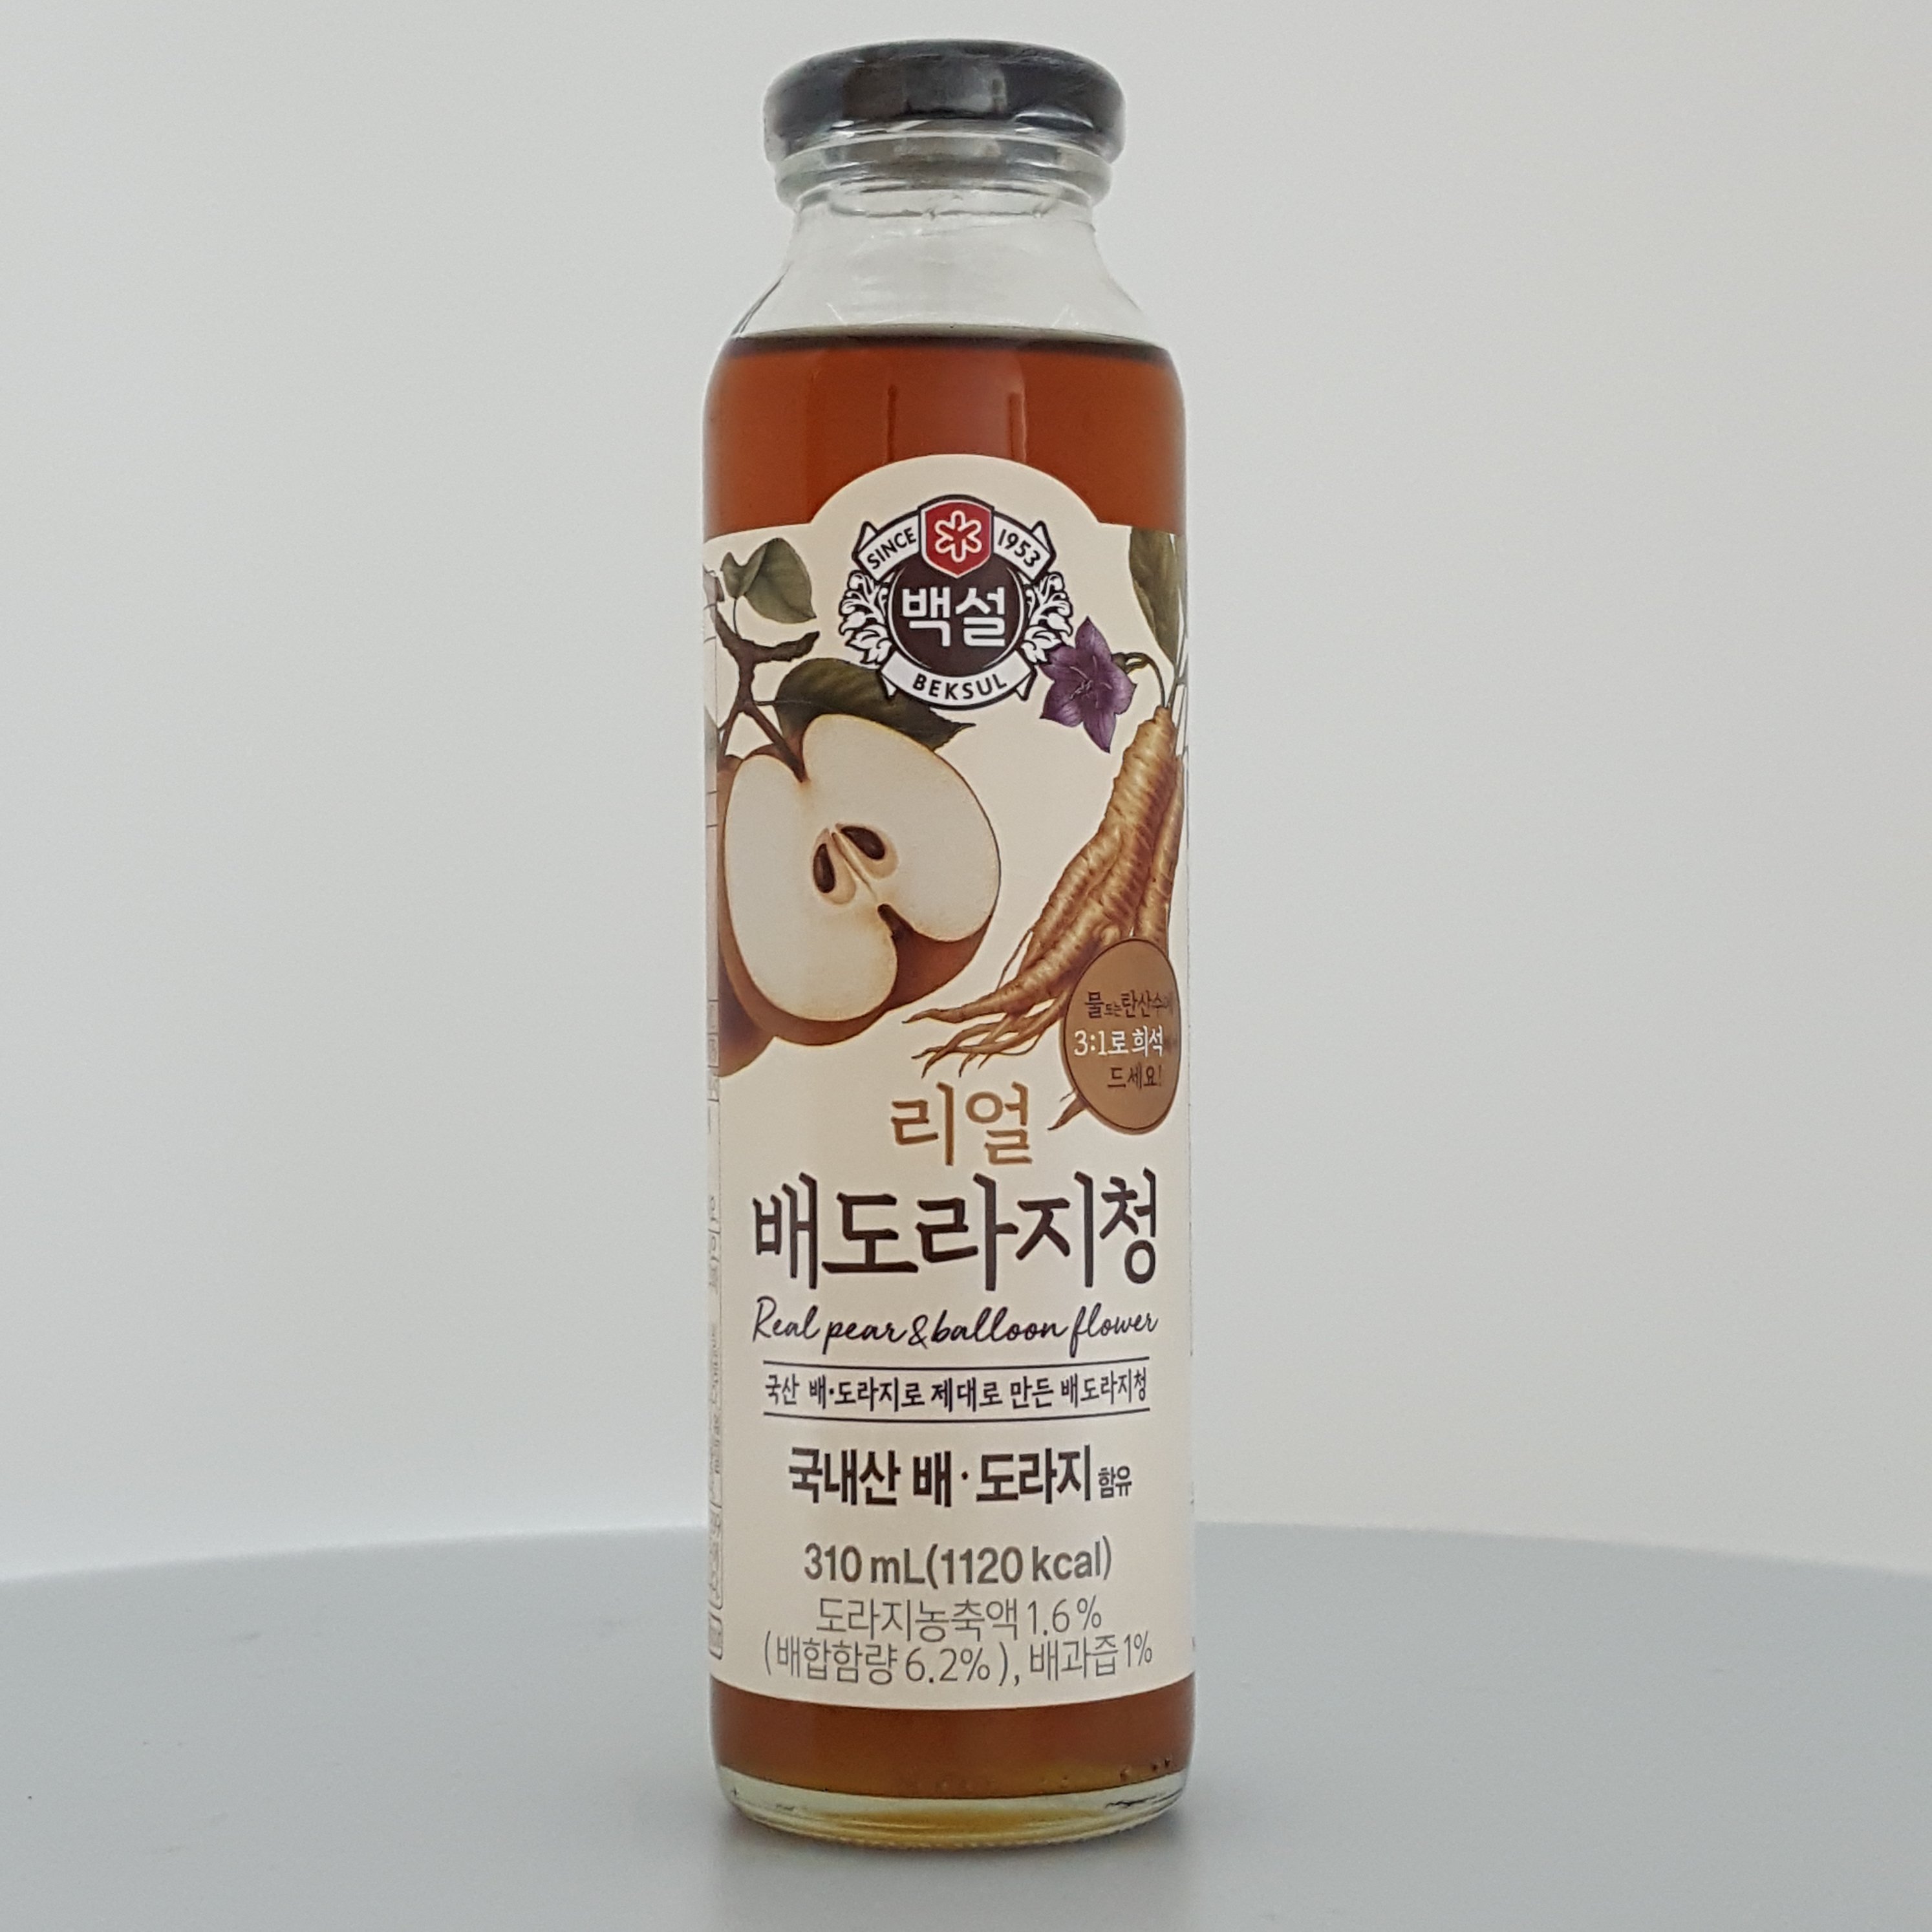 SINCE 1953
백설
BEKSUL
물 또는 탄산수에
3:1로 희석
드세요!
리얼
배도라지청
Real pear & balloon flower
국산 배·도라지로 제대로 만든 배도라지청
국내산 배·도라지 함유
310 mL(1120 kcal)
도라지농축액 1.6 %
(배합함량 6.2% ), 배과즙 1%